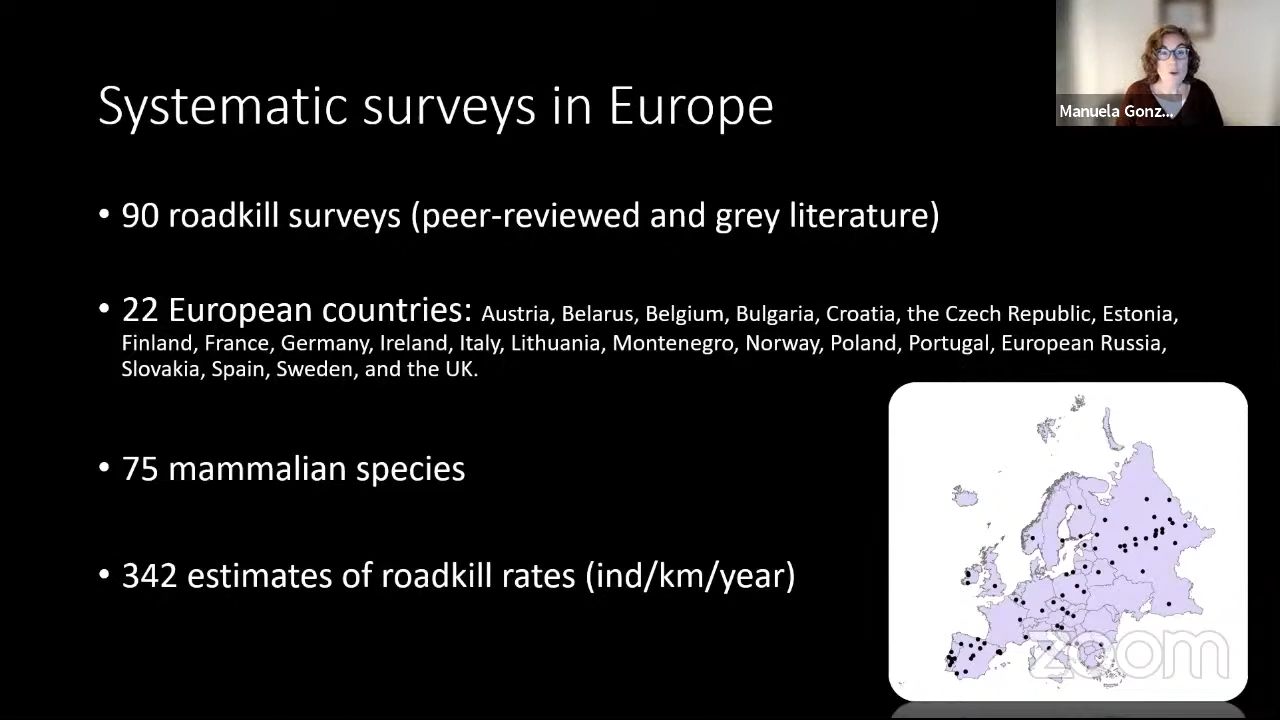 Manuela Gonz...
Systematic surveys in Europe
• 90 roadkill surveys (peer-reviewed and grey literature)
• 22 European countries: Austria, Belarus, Belgium, Bulgaria, Croatia, the Czech Republic, Estonia,
Finland, France, Germany, Ireland, Italy, Lithuania, Montenegro, Norway, Poland, Portugal, European Russia,
Slovakia, Spain, Sweden, and the UK.
• 75 mammalian species
• 342 estimates of roadkill rates (ind/km/year)
zoom